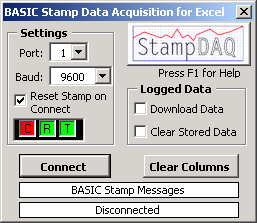 BASIC Stamp Data Acquisition for Excel
Settings
Port: 1
Baud: 9600
Reset Stamp on
Connect
C R T
StampDAQ
Press F1 for Help
Logged Data
Download Data
Clear Stored Data
Connect
Clear Columns
BASIC Stamp Messages
Disconnected